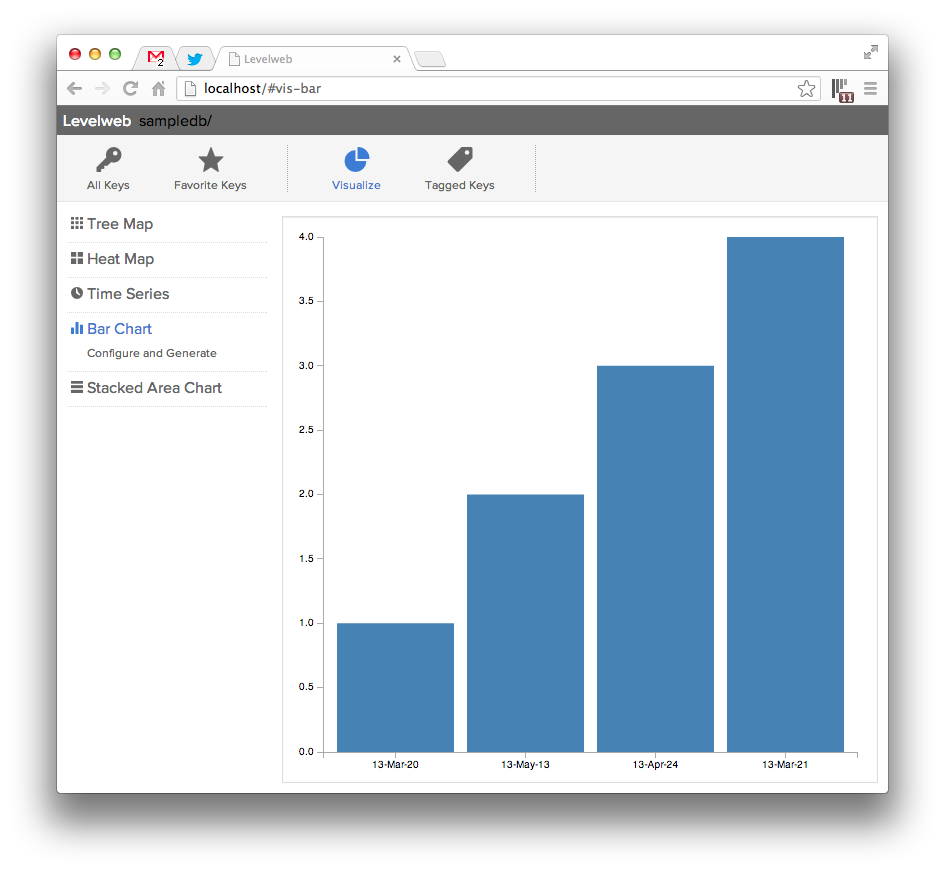 2
Levelweb
localhost/#vis-bar
11
Levelweb sampledb/
All Keys
Favorite Keys
Visualize
Tagged Keys
Tree Map
Heat Map
Time Series
Bar Chart
Configure and Generate
Stacked Area Chart
4.0
3.5
3.0
2.5
2.0
1.5
1.0
0.5
0.0
13-Mar-20 13-May-13 13-Apr-24 13-Mar-21